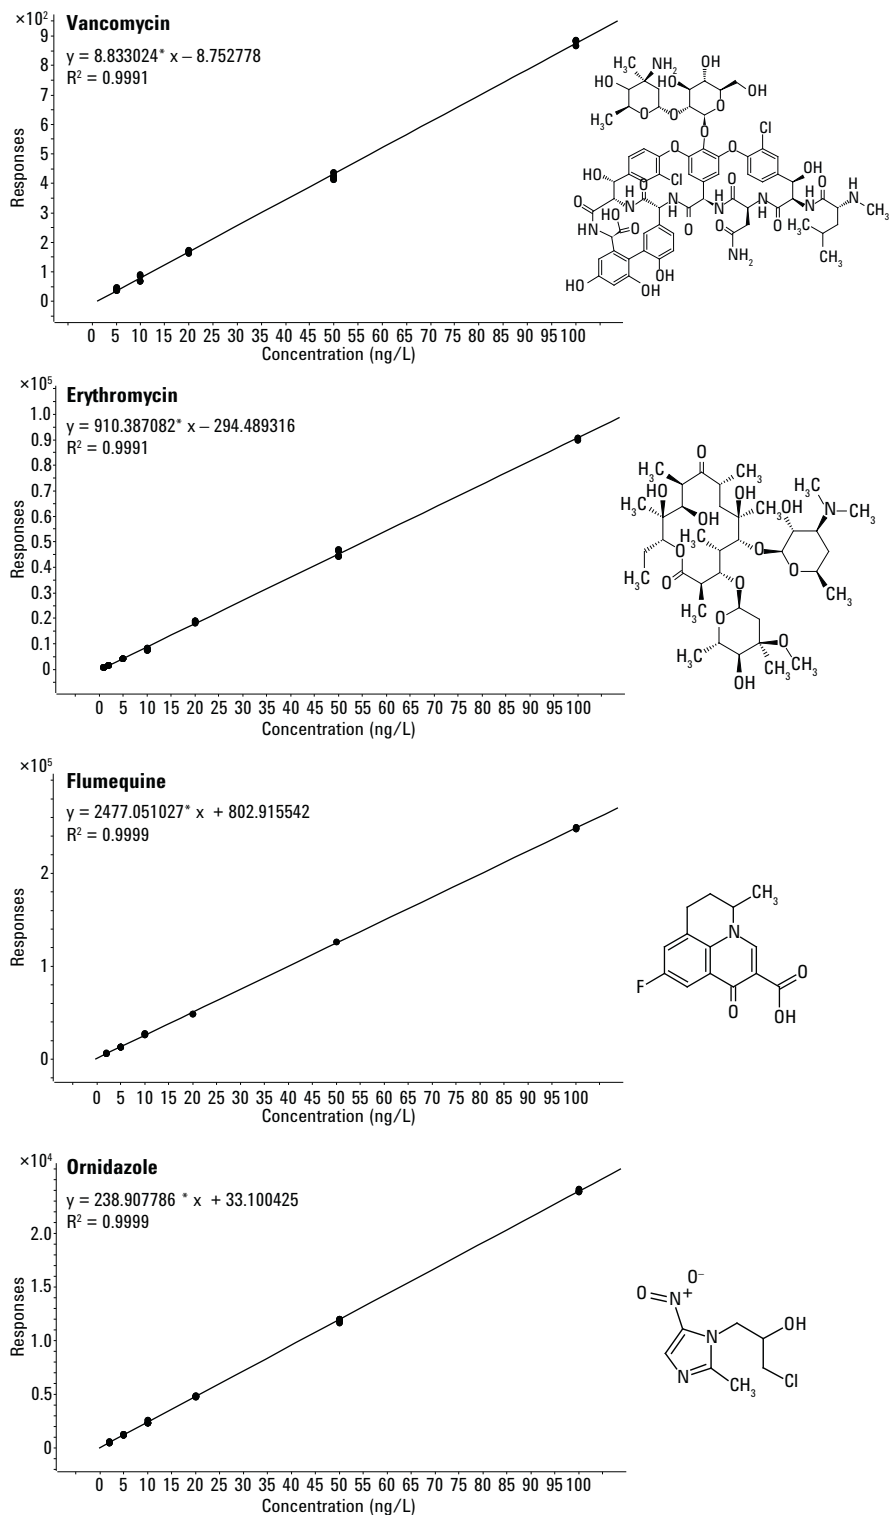 ×10²
Vancomycin
y = 8.833024* x – 8.752778
R² = 0.9991
Responses
9
8
7
6
5
4
3
2
1
0
0 5 10 15 20 25 30 35 40 45 50 55 60 65 70 75 80 85 90 95 100
Concentration (ng/L)
×10⁵
Erythromycin
y = 910.387082* x – 294.489316
R² = 0.9991
Responses
1.0
0.9
0.8
0.7
0.6
0.5
0.4
0.3
0.2
0.1
0
0 5 10 15 20 25 30 35 40 45 50 55 60 65 70 75 80 85 90 95 100
Concentration (ng/L)
×10⁵
Flumequine
y = 2477.051027* x + 802.915542
R² = 0.9999
Responses
2
1
0
0 5 10 15 20 25 30 35 40 45 50 55 60 65 70 75 80 85 90 95 100
Concentration (ng/L)
CH₃
N
F
O
O
OH
×10⁴
Ornidazole
y = 238.907786 * x + 33.100425
R² = 0.9999
Responses
2.0
1.5
1.0
0.5
0
0 5 10 15 20 25 30 35 40 45 50 55 60 65 70 75 80 85 90 95 100
Concentration (ng/L)
O⁻
O
N⁺
OH
N
N
CH₃
Cl